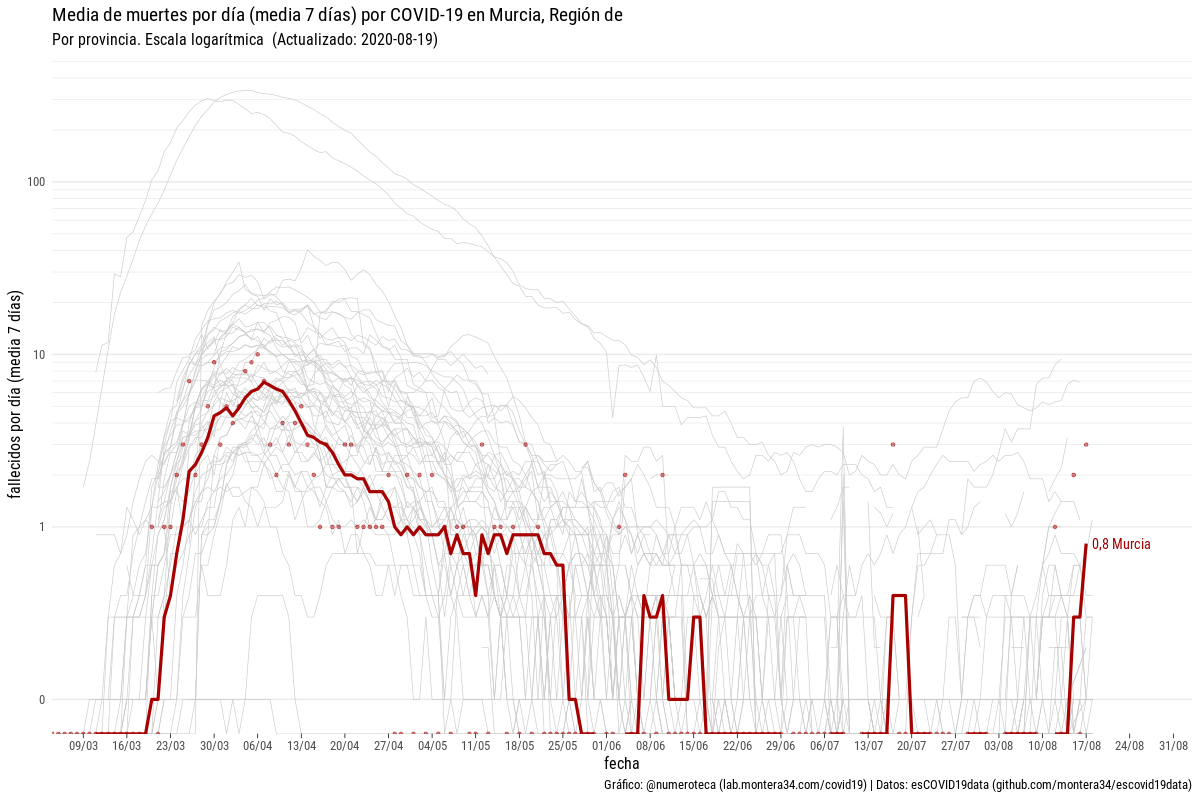 Media de muertes por día (media 7 días) por COVID-19 en Murcia, Región de
Por provincia. Escala logarítmica  (Actualizado: 2020-08-19)
fallecidos por día (media 7 días)
100
10
1
0
0,8 Murcia
09/03 16/03 23/03 30/03 06/04 13/04 20/04 27/04 04/05 11/05 18/05 25/05 01/06 08/06 15/06 22/06 29/06 06/07 13/07 20/07 27/07 03/08 10/08 17/08 24/08 31/08
fecha
Gráfico: @numeroteca (lab.montera34.com/covid19) | Datos: esCOVID19data (github.com/montera34/escovid19data)